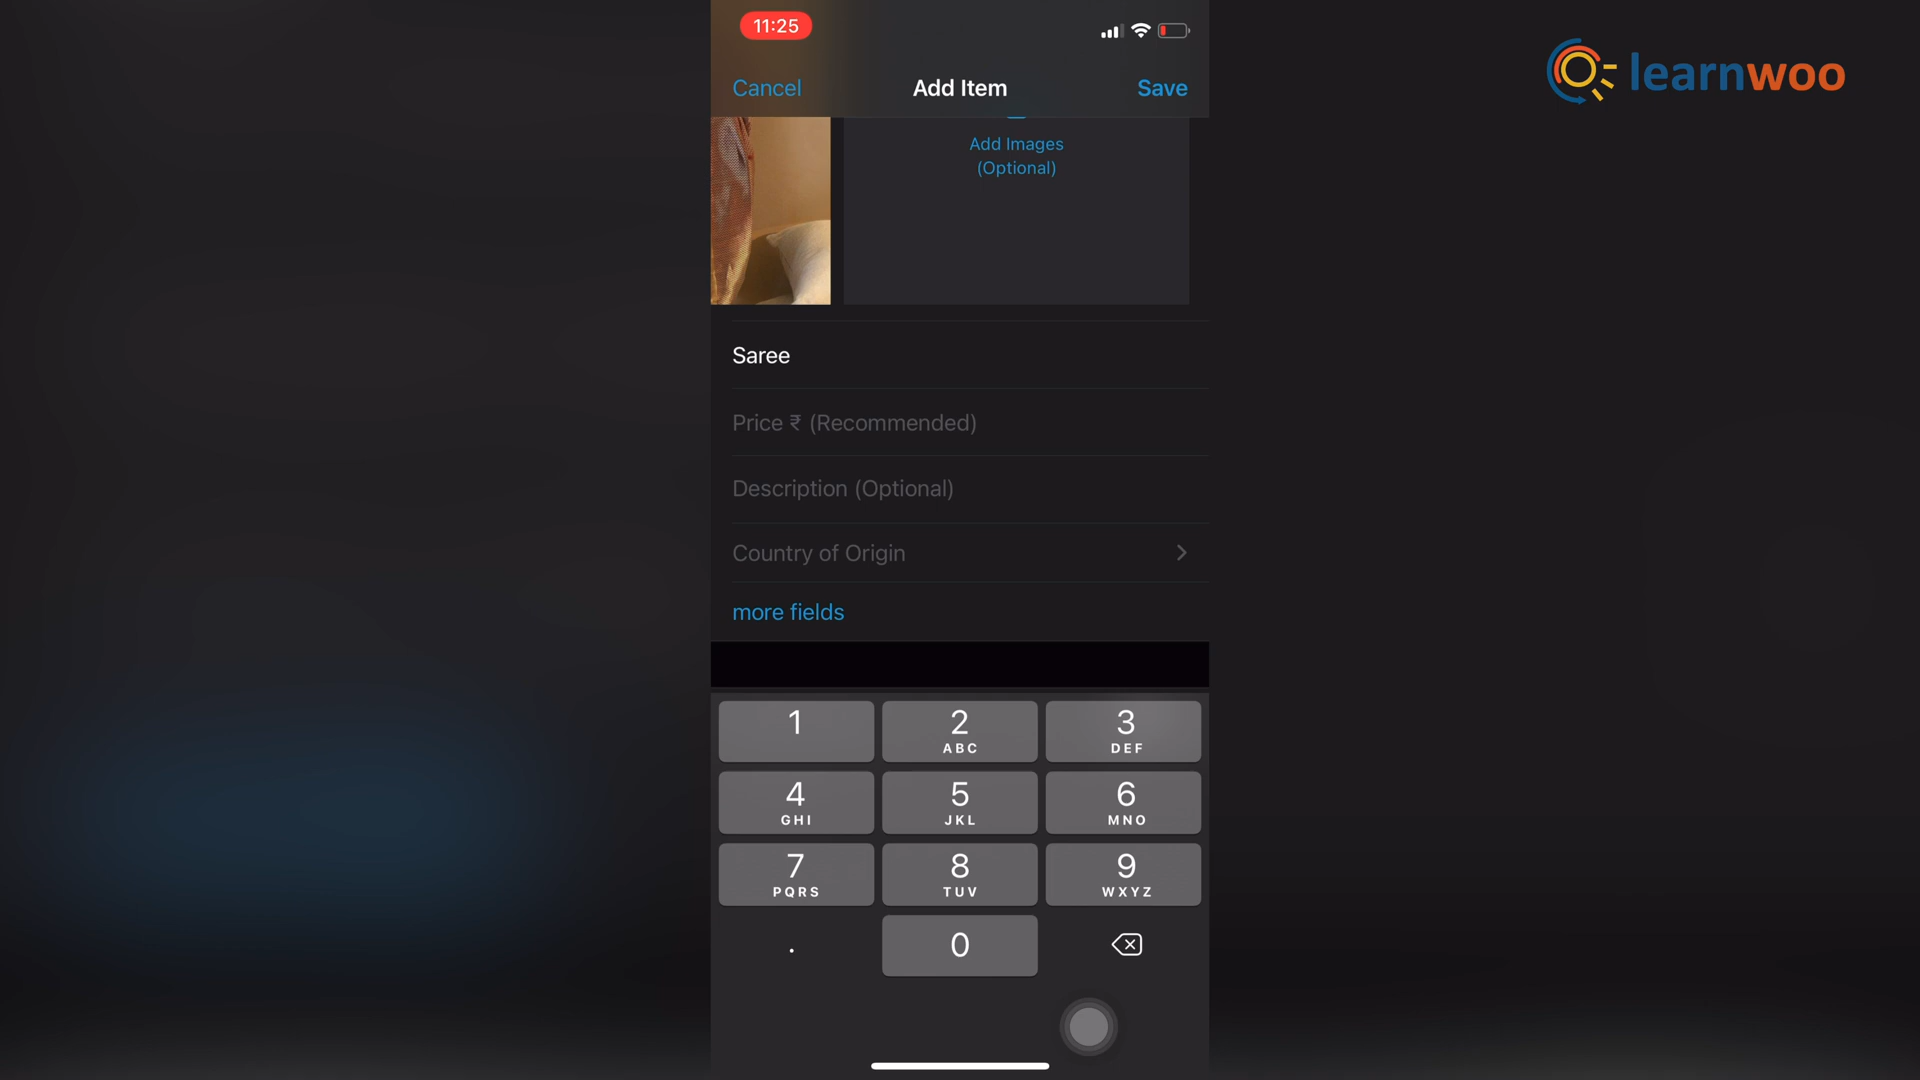 11:25
learnwoo
Cancel
Add Item
Save
Add Images
(Optional)
Saree
Price ₹ (Recommended)
Description (Optional)
Country of Origin
more fields
1
2
ABC
3
DEF
4
GHI
5
JKL
6
MNO
7
PQRS
8
TUV
9
WXYZ
.
0